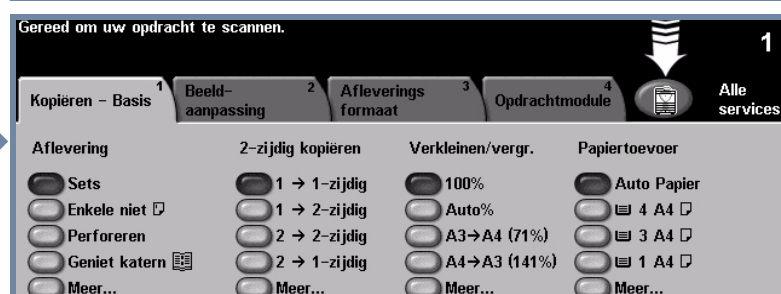 Gereed om uw opdracht te scannen.
1
Kopiëren - Basis 1
Beeld-aanpassing 2
Afleverings formaat 3
Opdrachtmodule 4
Alle services
Aflevering
Sets
Enkele niet
Perforeren
Geniet katern
Meer...
2-zijdig kopiëren
1 → 1-zijdig
1 → 2-zijdig
2 → 2-zijdig
2 → 1-zijdig
Meer...
Verkleinen/vergr.
100%
Auto%
A3→A4 (71%)
A4→A3 (141%)
Meer...
Papiertoevoer
Auto Papier
4 A4
3 A4
1 A4
Meer...